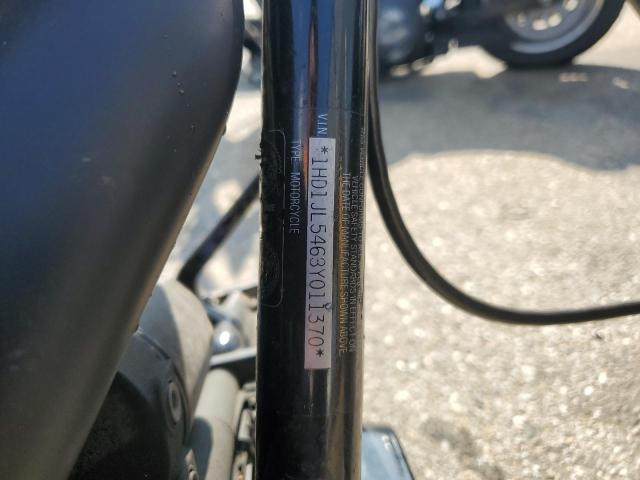 VEHICLE SAFETY STANDARDS IN EFFECT ON
THE DATE OF MANUFACTURE SHOWN ABOVE
VIN
*1HD1JL5463Y011370*
TYPE: MOTORCYCLE